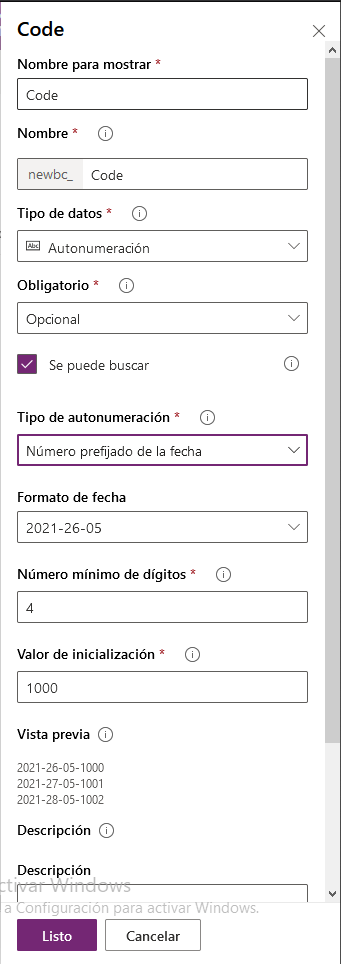 Code
Nombre para mostrar *
Code
Nombre *
newbc_ Code
Tipo de datos *
Abc Autonumeración
Obligatorio *
Opcional
Se puede buscar
Tipo de autonumeración *
Número prefijado de la fecha
Formato de fecha
2021-26-05
Número mínimo de dígitos *
4
Valor de inicialización *
1000
Vista previa
2021-26-05-1000
2021-27-05-1001
2021-28-05-1002
Descripción
Descripción
ctivar Windows
a Configuración para activar Windows.
Listo Cancelar